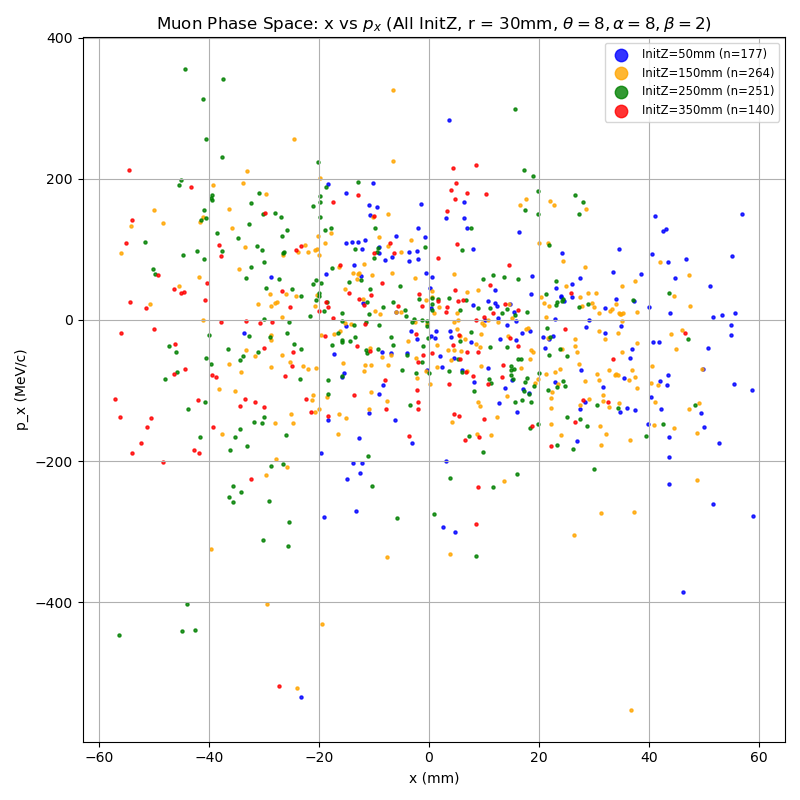 Muon Phase Space: x vs $p_x$ (All InitZ, r = 30mm, $\theta = 8, \alpha = 8, \beta = 2$)
InitZ=50mm (n=177)
InitZ=150mm (n=264)
InitZ=250mm (n=251)
InitZ=350mm (n=140)
400
200
0
−200
−400
p_x (MeV/c)
−60 −40 −20 0 20 40 60
x (mm)